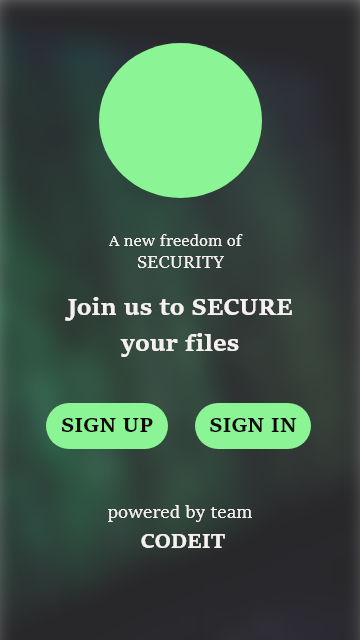 A new freedom of
SECURITY
Join us to SECURE
your files
SIGN UP SIGN IN
powered by team
CODEIT